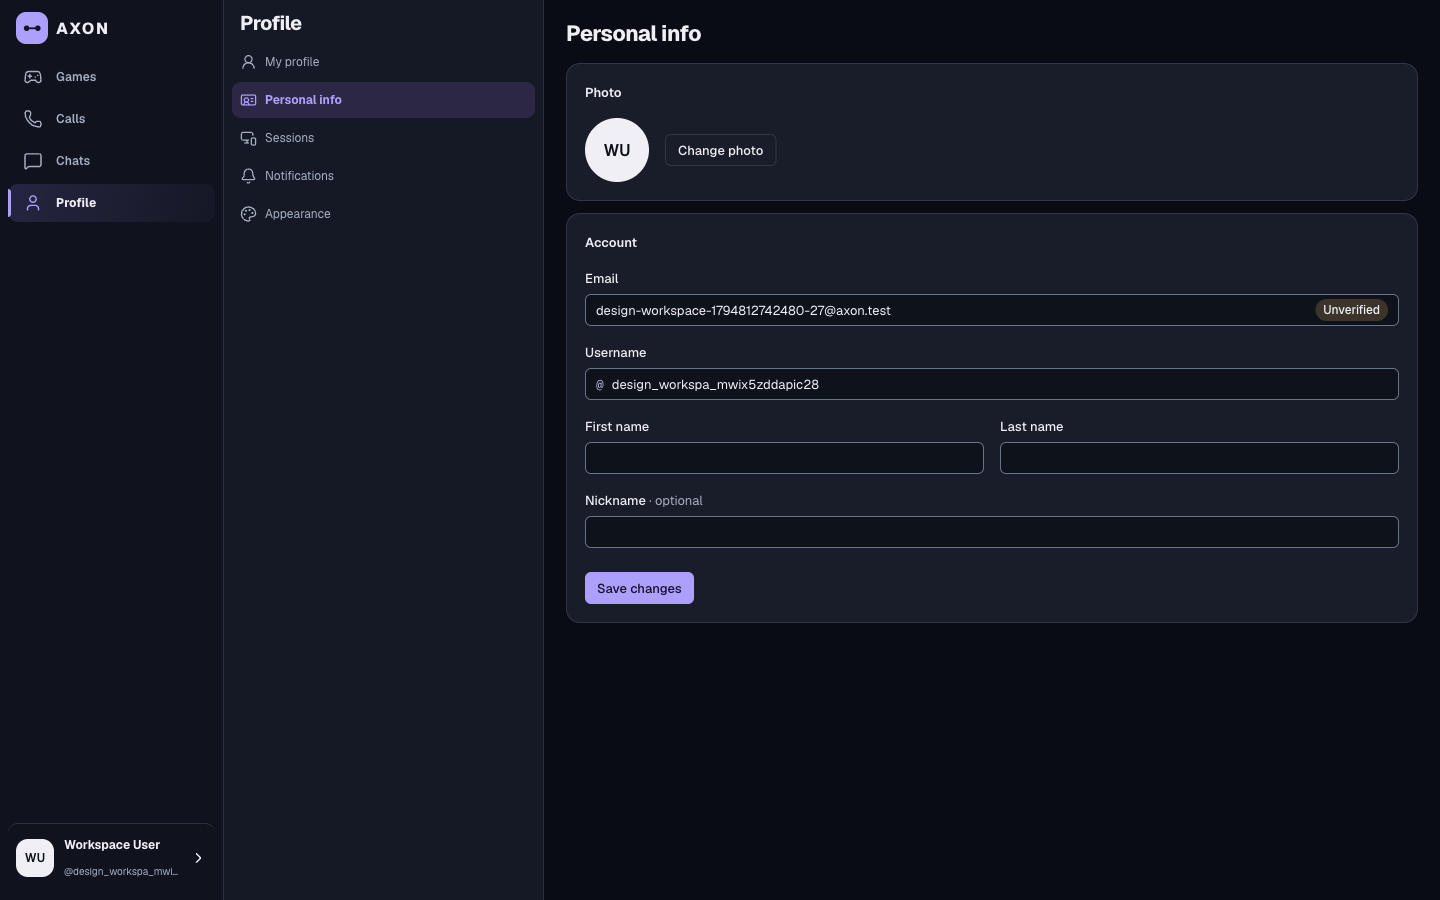 AXON
Games
Calls
Chats
Profile
WU
Workspace User
@design_workspa_mwi...
Profile
My profile
Personal info
Sessions
Notifications
Appearance
Personal info
Photo
WU
Change photo
Account
Email
design-workspace-1794812742480-27@axon.test
Unverified
Username
@ design_workspa_mwix5zddapic28
First name
Last name
Nickname · optional
Save changes